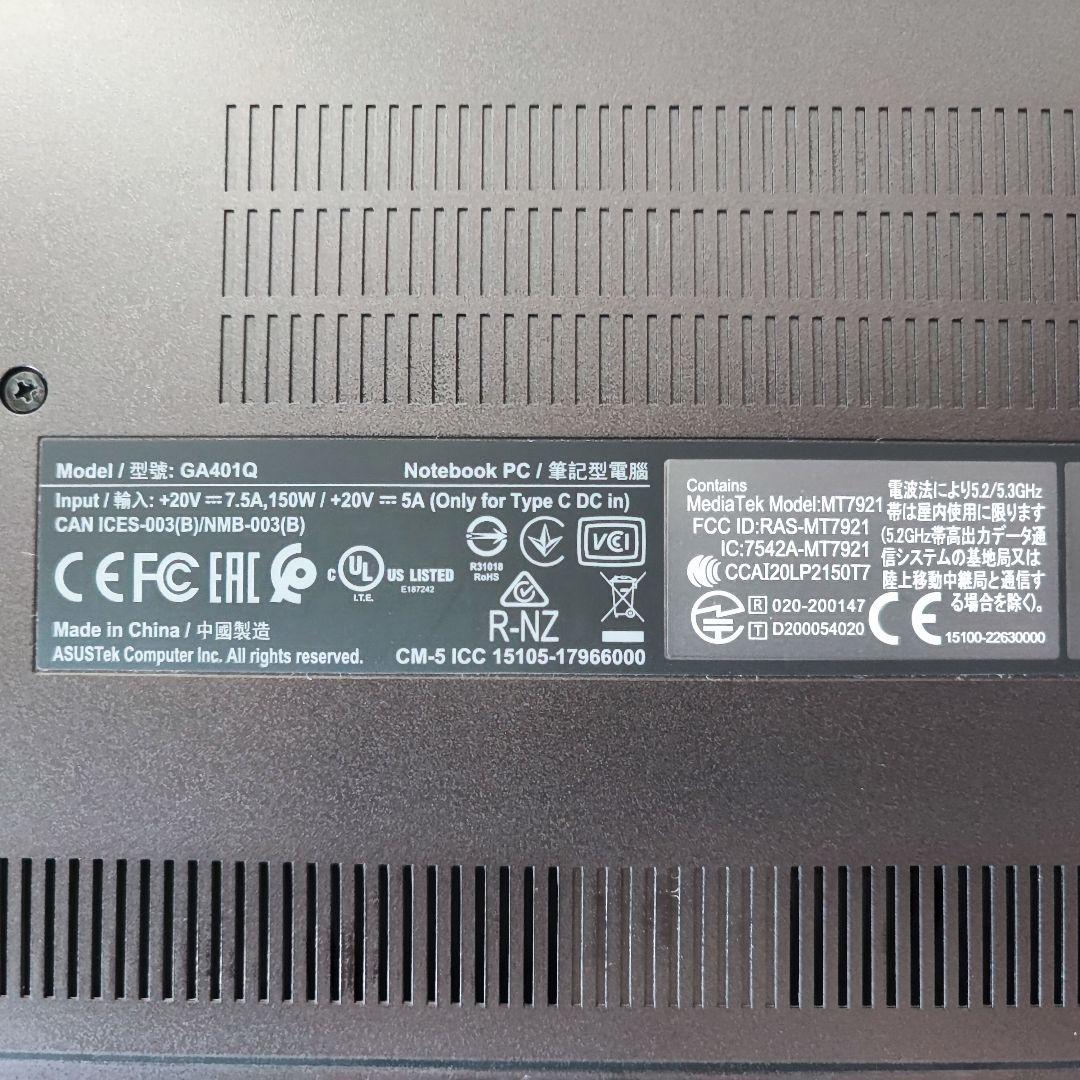 Model / 型號: GA401Q Notebook PC / 筆記型電腦
Input / 輸入: +20V ⎓ 7.5A,150W / +20V ⎓ 5A (Only for Type C DC in)
CAN ICES-003(B)/NMB-003(B)
CE FC EAC c UL US LISTED
I.T.E. E187242
R31018
RoHS
VCI
R-NZ
Made in China / 中國製造
ASUSTek Computer Inc. All rights reserved. CM-5 ICC 15105-17966000
Contains
MediaTek Model:MT7921
FCC ID:RAS-MT7921
IC:7542A-MT7921
CCAI20LP2150T7
R 020-200147
T D200054020
電波法により5.2/5.3GHz
帯は屋内使用に限ります
(5.2GHz帯高出力データ通
信システムの基地局又は
陸上移動中継局と通信す
る場合を除く)。
CE
15100-22630000